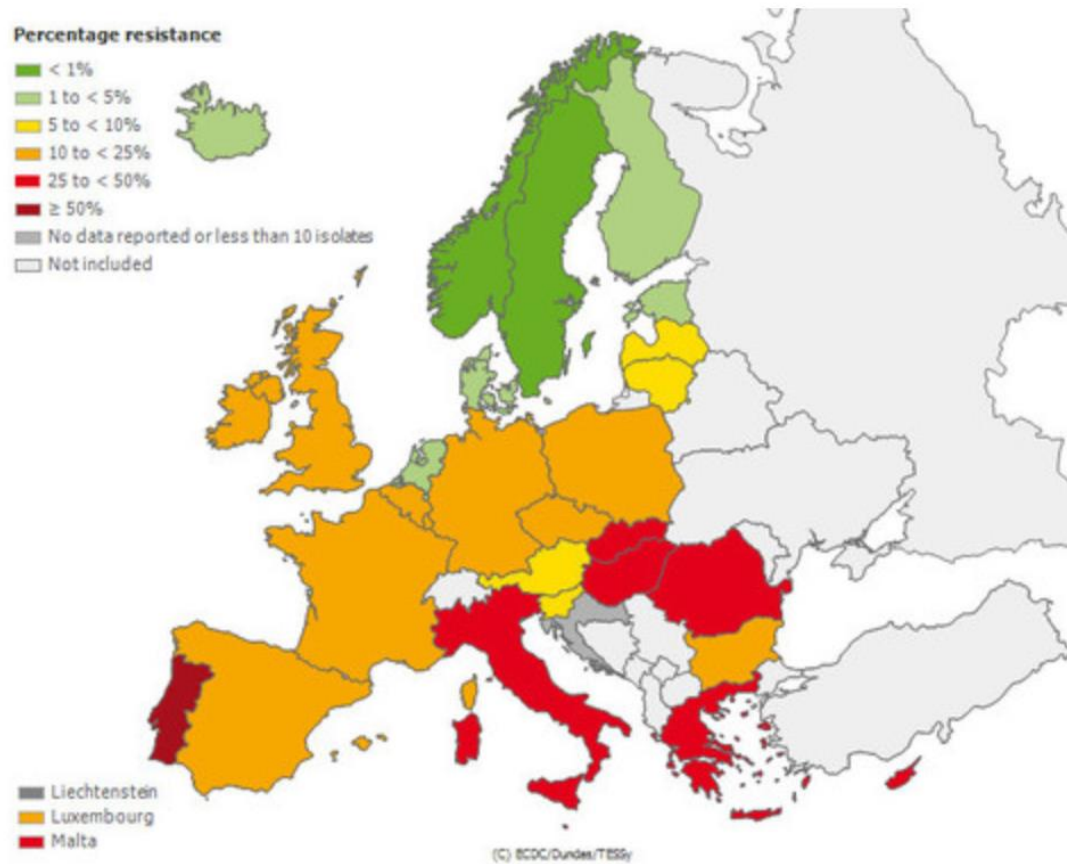 Percentage resistance
< 1%
1 to < 5%
5 to < 10%
10 to < 25%
25 to < 50%
≥ 50%
No data reported or less than 10 isolates
Not included
Liechtenstein
Luxembourg
Malta
(C) ECDC/Dundas/TESSy